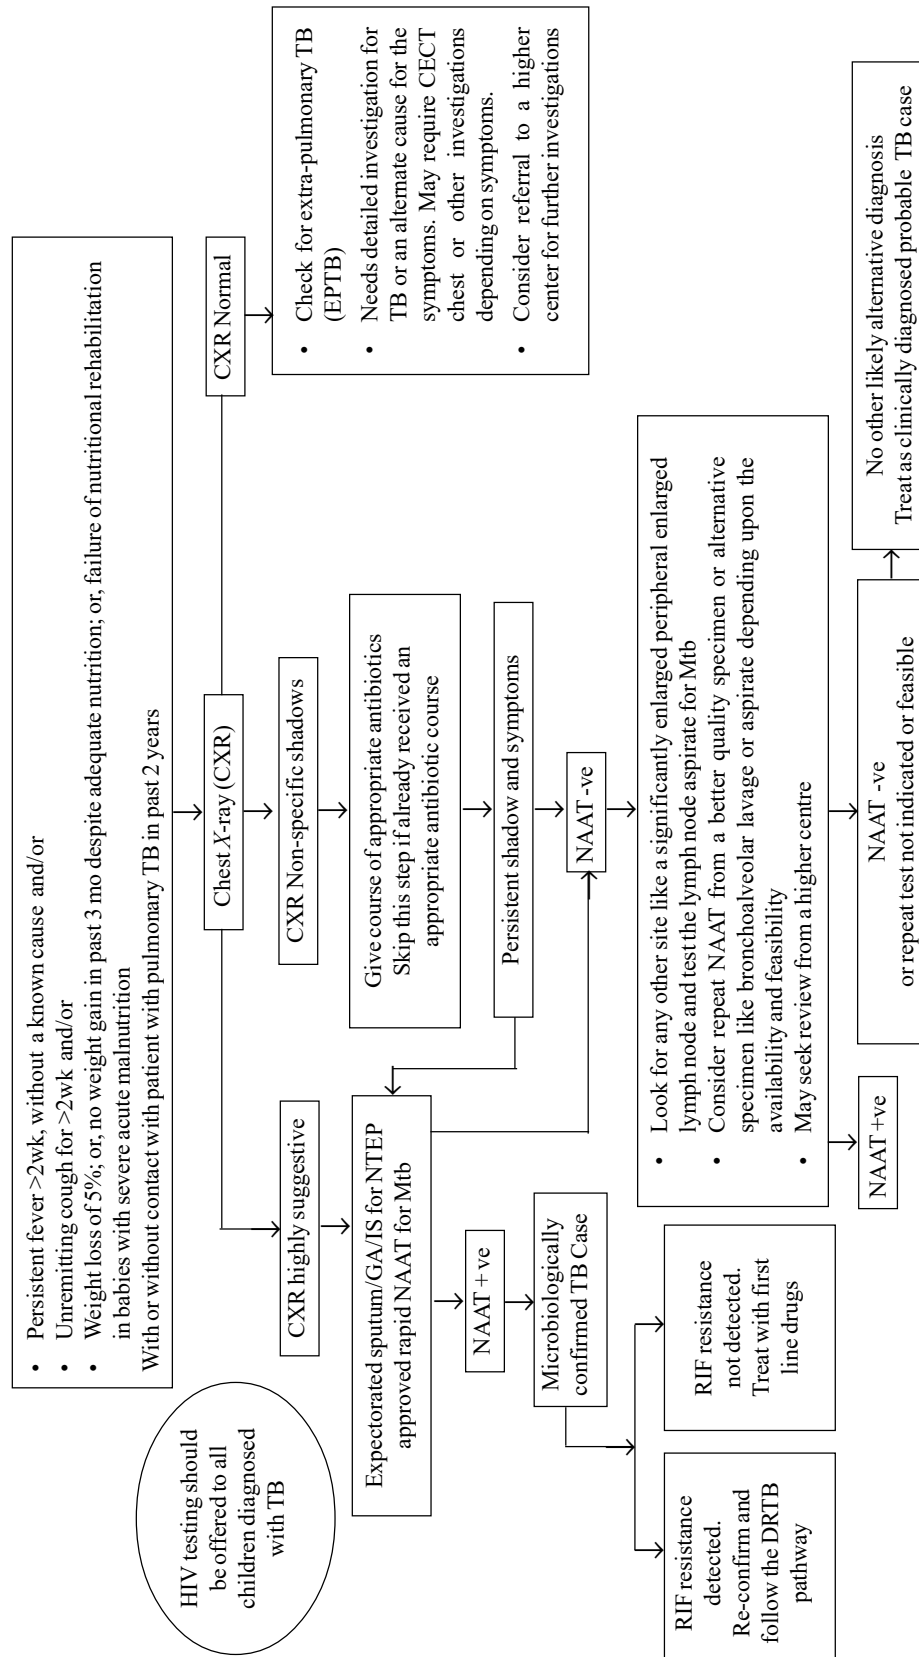 • Persistent fever >2wk, without a known cause and/or
• Unremitting cough for >2wk and/or
• Weight loss of 5%; or, no weight gain in past 3 mo despite adequate nutrition; or, failure of nutritional rehabilitation
in babies with severe acute malnutrition
With or without contact with patient with pulmonary TB in past 2 years
HIV testing should
be offered to all
children diagnosed
with TB
Chest X-ray (CXR)
CXR highly suggestive
CXR Non-specific shadows
CXR Normal
Expectorated sputum/GA/IS for NTEP
approved rapid NAAT for Mtb
Give course of appropriate antibiotics
Skip this step if already received an
appropriate antibiotic course
• Check for extra-pulmonary TB
(EPTB)
• Needs detailed investigation for
TB or an alternate cause for the
symptoms. May require CECT
chest or other investigations
depending on symptoms.
• Consider referral to a higher
center for further investigations
Persistent shadow and symptoms
NAAT + ve
NAAT -ve
Microbiologically
confirmed TB Case
• Look for any other site like a significantly enlarged peripheral enlarged
lymph node and test the lymph node aspirate for Mtb
• Consider repeat NAAT from a better quality specimen or alternative
specimen like bronchoalveolar lavage or aspirate depending upon the
availability and feasibility
• May seek review from a higher centre
RIF resistance
detected.
Re-confirm and
follow the DRTB
pathway
RIF resistance
not detected.
Treat with first
line drugs
NAAT +ve
NAAT -ve
or repeat test not indicated or feasible
No other likely alternative diagnosis
Treat as clinically diagnosed probable TB case